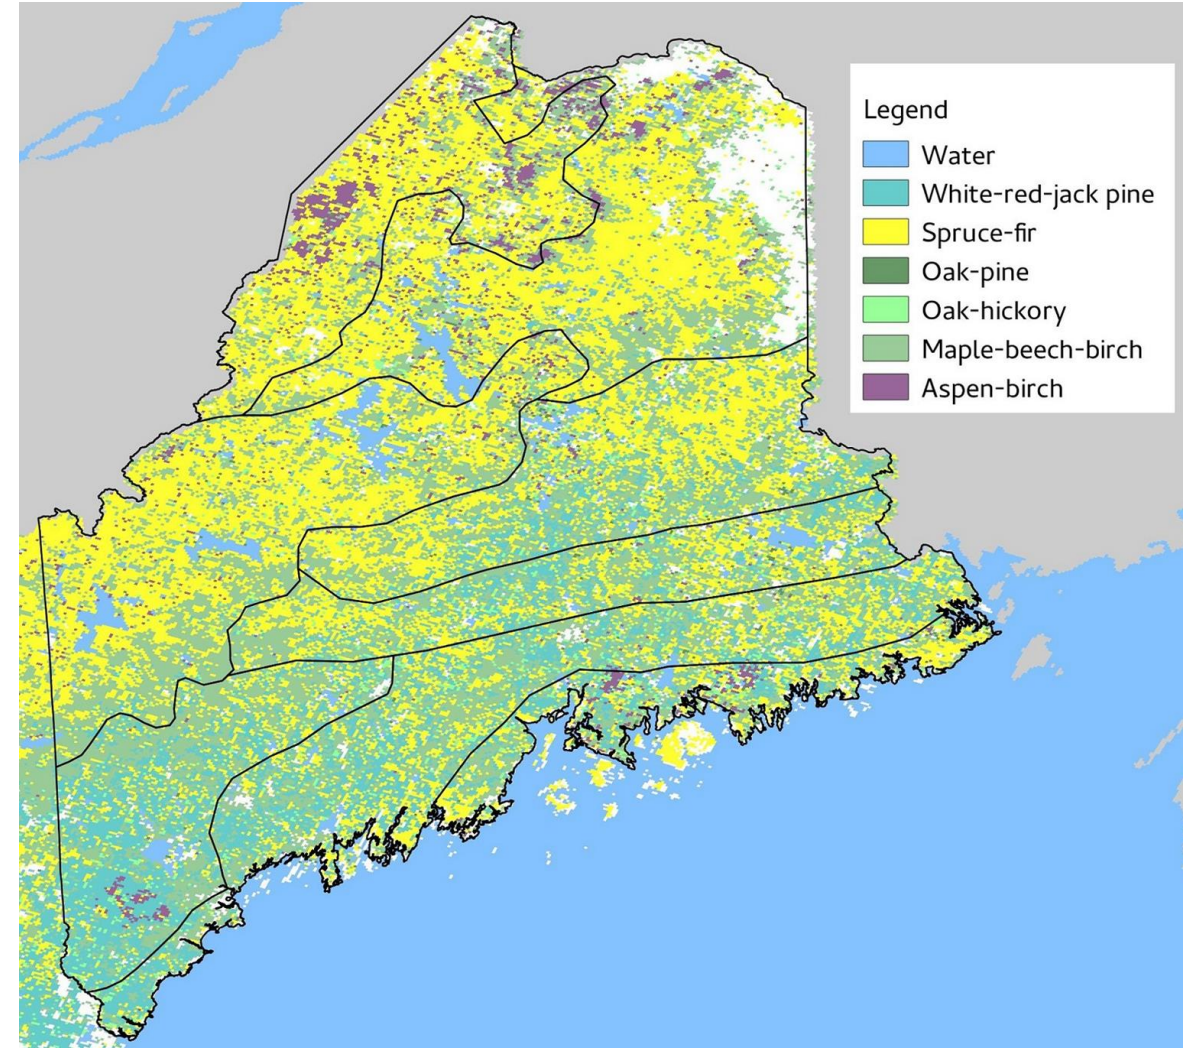 Legend
Water
White-red-jack pine
Spruce-fir
Oak-pine
Oak-hickory
Maple-beech-birch
Aspen-birch